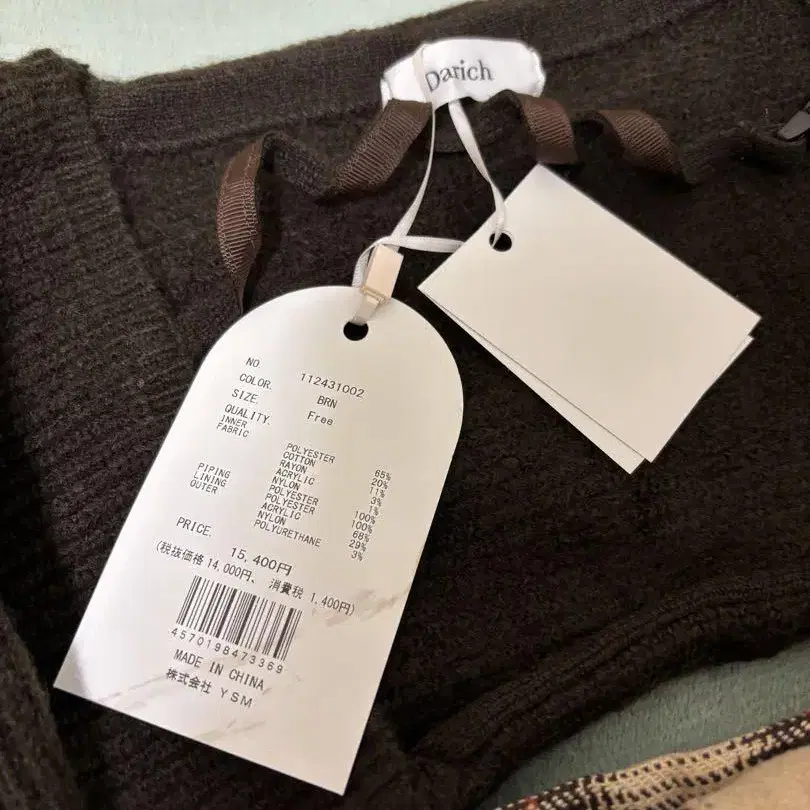 Darich
NO. 112431002
COLOR. BRN
SIZE. Free
QUALITY.
INNER
FABRIC POLYESTER 65%
COTTON 20%
RAYON 11%
ACRYLIC 3%
NYLON 1%
PIPING POLYESTER 100%
LINING POLYESTER 100%
OUTER ACRYLIC 68%
NYLON 29%
POLYURETHANE 3%
PRICE. 15,400円
(税抜価格 14,000円、 消費税 1,400円)
4570198473369
MADE IN CHINA
株式会社 YSM